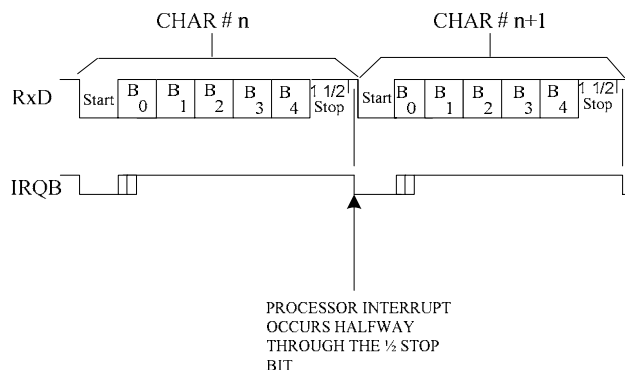 CHAR # n
CHAR # n+1
RxD
Start
B 0
B 1
B 2
B 3
B 4
1 1/2 Stop
Start
B 0
B 1
B 2
B 3
B 4
1 1/2 Stop
IRQB
PROCESSOR INTERRUPT
OCCURS HALFWAY
THROUGH THE ½ STOP
BIT